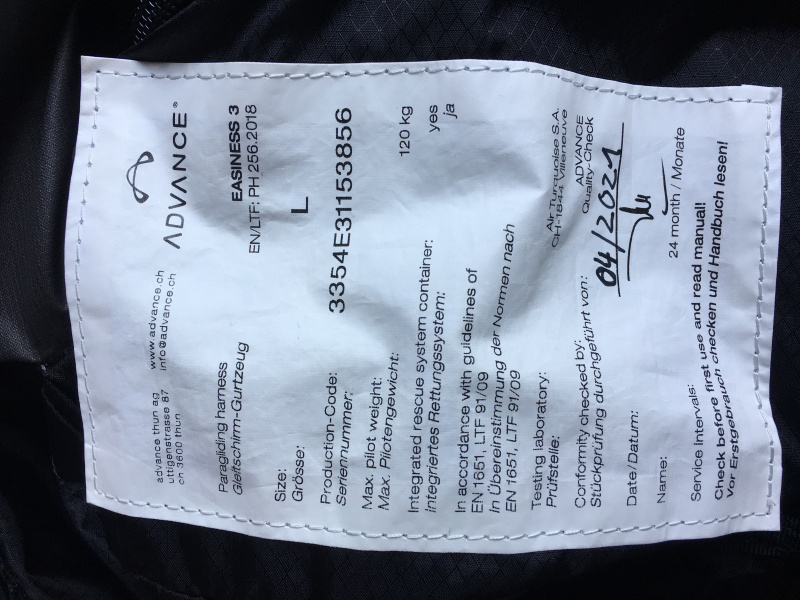 advance thun ag www.advance.ch
uttigenstrasse 87 info@advance.ch
ch 3600 thun
ADVANCE®
Paragliding harness EASINESS 3
Gleitschirm-Gurtzeug EN/LTF: PH 256.2018
Size: L
Grösse:
Production-Code: 3354E31153856
Seriennummer:
Max. pilot weight: 120 kg
Max. Pilotengewicht:
Integrated rescue system container: yes
Integriertes Rettungssystem: ja
In accordance with guidelines of
EN 1651, LTF 91/09
In Übereinstimmung der Normen nach
EN 1651, LTF 91/09
Testing laboratory: Air Turquoise S.A.
Prüfstelle: CH-1844 Villeneuve
Conformity checked by: ADVANCE
Stückprüfung durchgeführt von: Quality-Check
Date/Datum: 04/2021
Name:
Service Intervals: 24 month / Monate
Check before first use and read manual!
Vor Erstgebrauch checken und Handbuch lesen!